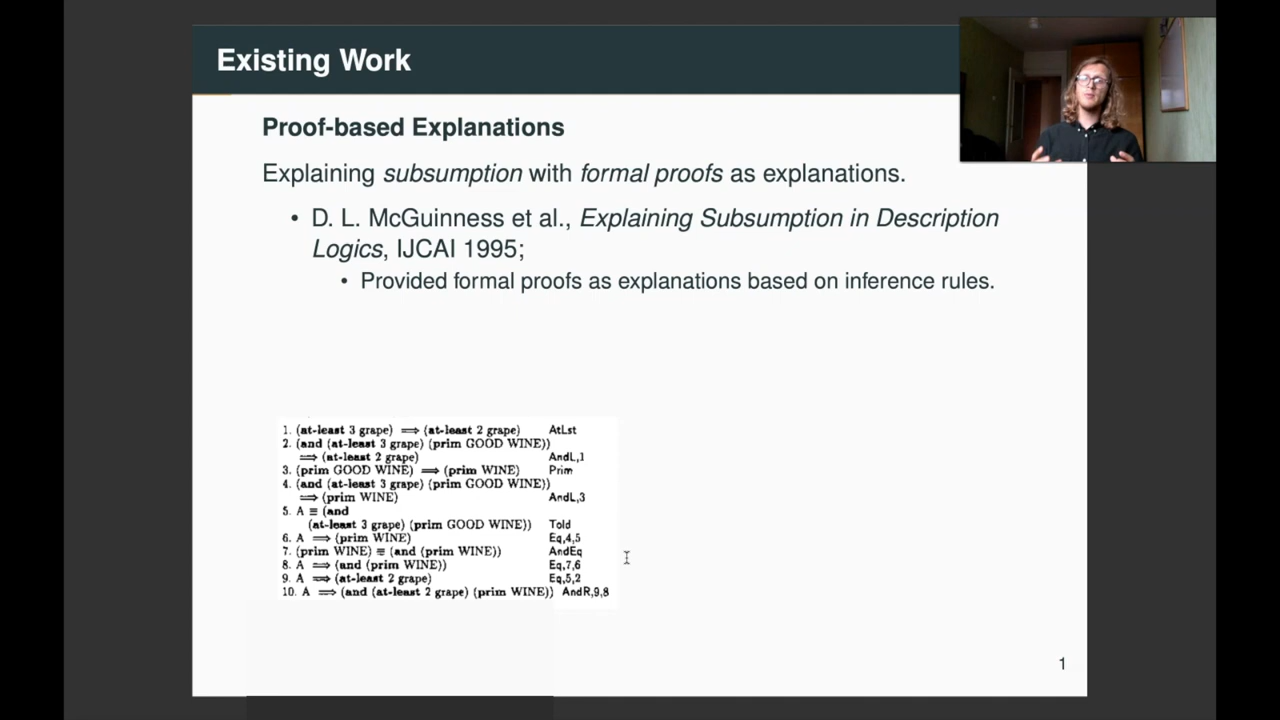 Existing Work
Proof-based Explanations
Explaining subsumption with formal proofs as explanations.
• D. L. McGuinness et al., Explaining Subsumption in Description
Logics, IJCAI 1995;
• Provided formal proofs as explanations based on inference rules.
1. (at-least 3 grape) ⟹ (at-least 2 grape) AtLst
2. (and (at-least 3 grape) (prim GOOD WINE))
⟹ (at-least 2 grape) AndL,1
3. (prim GOOD WINE) ⟹ (prim WINE) Prim
4. (and (at-least 3 grape) (prim GOOD WINE))
⟹ (prim WINE) AndL,3
5. A ≡ (and
(at-least 3 grape) (prim GOOD WINE)) Told
6. A ⟹ (prim WINE) Eq,4,5
7. (prim WINE) ≡ (and (prim WINE)) AndEq
8. A ⟹ (and (prim WINE)) Eq,7,6
9. A ⟹ (at-least 2 grape) Eq,5,2
10. A ⟹ (and (at-least 2 grape) (prim WINE)) AndR,9,8
1